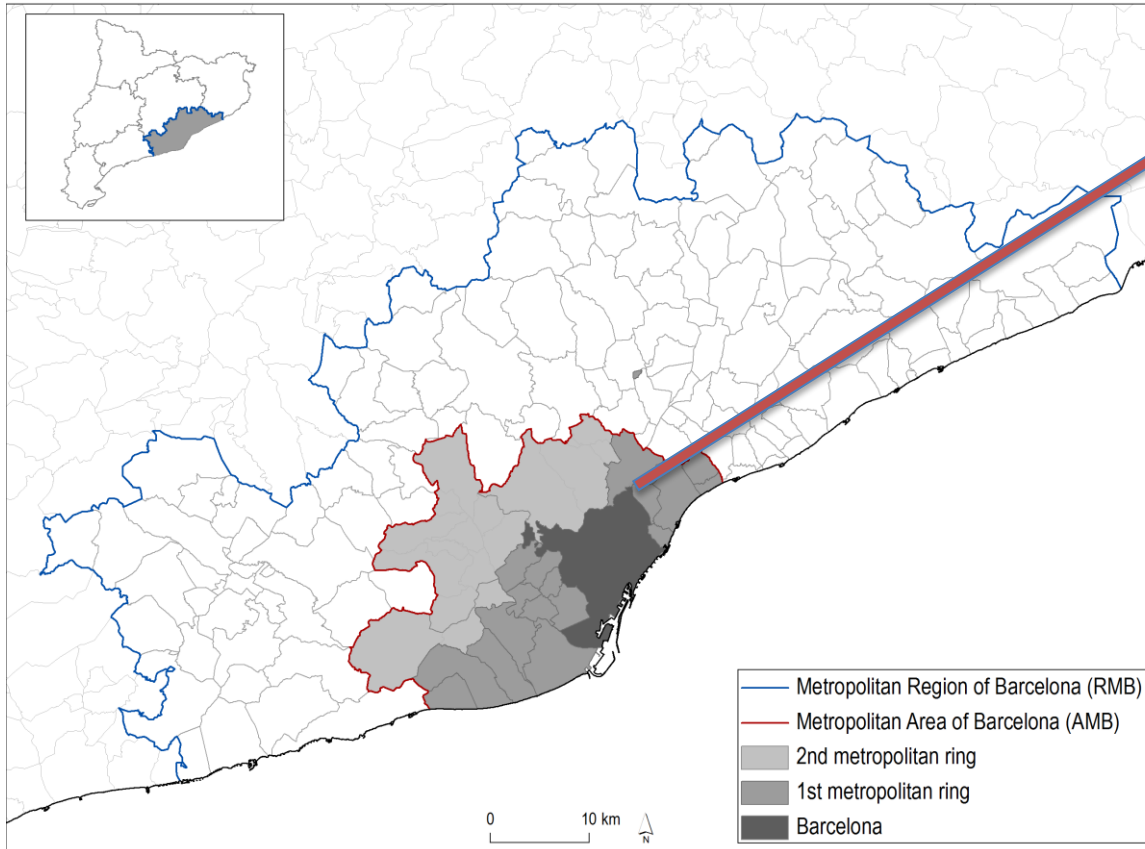 Metropolitan Region of Barcelona (RMB)
Metropolitan Area of Barcelona (AMB)
2nd metropolitan ring
1st metropolitan ring
Barcelona
0 10 km
N